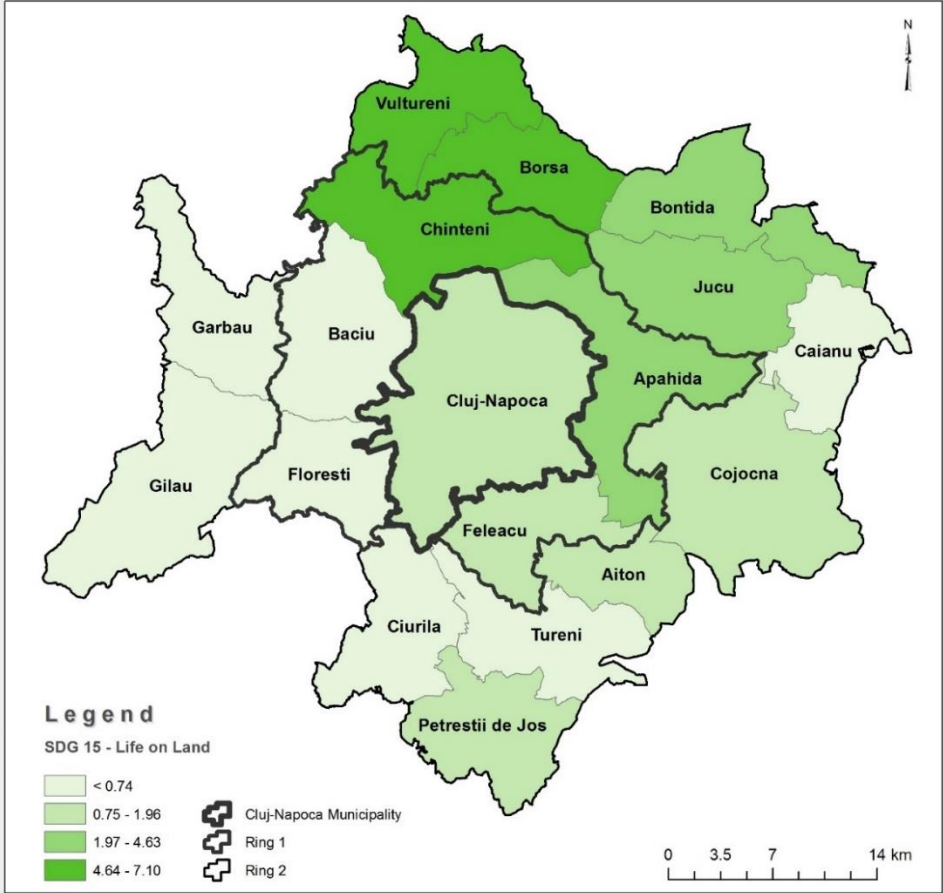 N
Vultureni
Borsa
Bontida
Chinteni
Jucu
Garbau
Baciu
Caianu
Apahida
Cluj-Napoca
Cojocna
Floresti
Gilau
Feleacu
Aiton
Ciurila
Tureni
Petrestii de Jos
Legend
SDG 15 - Life on Land
< 0.74
0.75 - 1.96
1.97 - 4.63
4.64 - 7.10
Cluj-Napoca Municipality
Ring 1
Ring 2
0 3.5 7 14 km